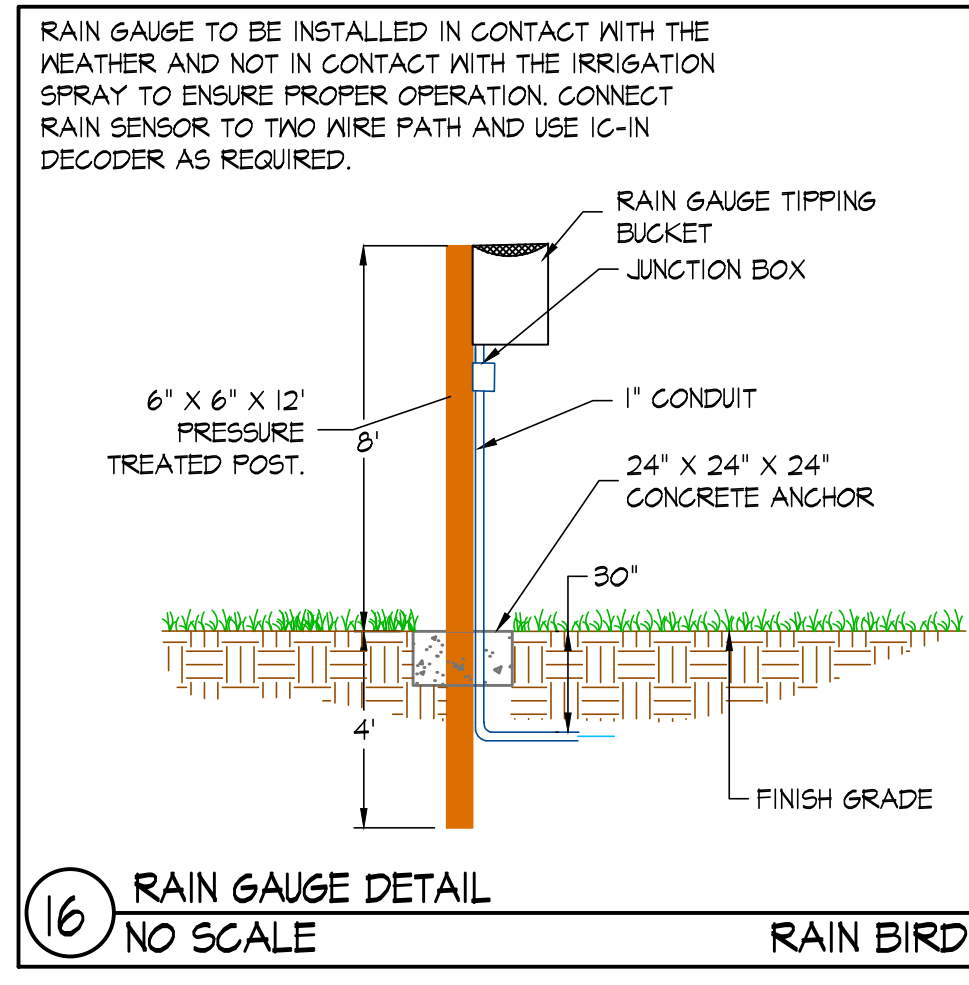 RAIN GAUGE TO BE INSTALLED IN CONTACT WITH THE
WEATHER AND NOT IN CONTACT WITH THE IRRIGATION
SPRAY TO ENSURE PROPER OPERATION. CONNECT
RAIN SENSOR TO TWO WIRE PATH AND USE IC-IN
DECODER AS REQUIRED.
RAIN GAUGE TIPPING
BUCKET
JUNCTION BOX
6" X 6" X 12'
PRESSURE
TREATED POST.
8'
1" CONDUIT
24" X 24" X 24"
CONCRETE ANCHOR
30"
4'
FINISH GRADE
16
RAIN GAUGE DETAIL
NO SCALE
RAIN BIRD